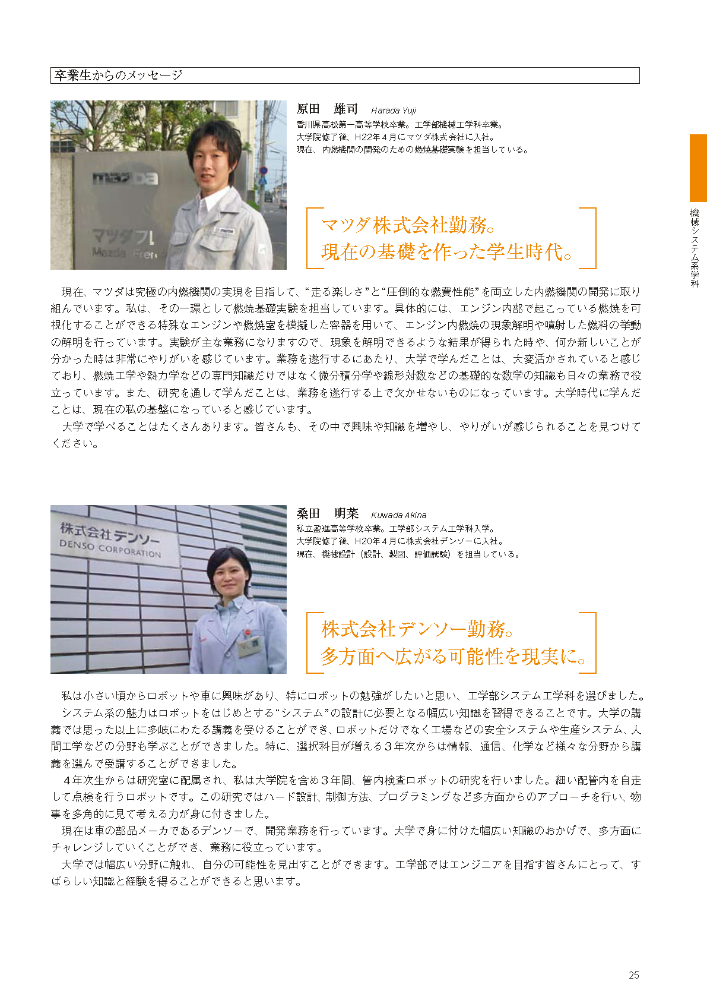 卒業生からのメッセージ
mazda
マツダフ
Mazda Frer
原田　雄司　Harada Yuji
香川県高松第一高等学校卒業。工学部機械工学科卒業。
大学院修了後、H22年４月にマツダ株式会社に入社。
現在、内燃機関の開発のための燃焼基礎実験を担当している。
マツダ株式会社勤務。
現在の基礎を作った学生時代。
機械システム系学科
現在、マツダは究極の内燃機関の実現を目指して、“走る楽しさ”と“圧倒的な燃費性能”を両立した内燃機関の開発に取り
組んでいます。私は、その一環として燃焼基礎実験を担当しています。具体的には、エンジン内部で起こっている燃焼を可
視化することができる特殊なエンジンや燃焼室を模擬した容器を用いて、エンジン内燃焼の現象解明や噴射した燃料の挙動
の解明を行っています。実験が主な業務になりますので、現象を解明できるような結果が得られた時や、何か新しいことが
分かった時は非常にやりがいを感じています。業務を遂行するにあたり、大学で学んだことは、大変活かされていると感じ
ており、燃焼工学や熱力学などの専門知識だけではなく微分積分学や線形対数などの基礎的な数学の知識も日々の業務で役
立っています。また、研究を通して学んだことは、業務を遂行する上で欠かせないものになっています。大学時代に学んだ
ことは、現在の私の基盤になっていると感じています。
大学で学べることはたくさんあります。皆さんも、その中で興味や知識を増やし、やりがいが感じられることを見つけて
ください。
株式会社デンソー
DENSO CORPORATION
桑田　明菜　Kuwada Akina
私立盈進高等学校卒業。工学部システム工学科入学。
大学院修了後、H20年４月に株式会社デンソーに入社。
現在、機械設計（設計、製図、評価試験）を担当している。
株式会社デンソー勤務。
多方面へ広がる可能性を現実に。
私は小さい頃からロボットや車に興味があり、特にロボットの勉強がしたいと思い、工学部システム工学科を選びました。
システム系の魅力はロボットをはじめとする“システム”の設計に必要となる幅広い知識を習得できることです。大学の講
義では思った以上に多岐にわたる講義を受けることができ、ロボットだけでなく工場などの安全システムや生産システム、人
間工学などの分野も学ぶことができました。特に、選択科目が増える３年次からは情報、通信、化学など様々な分野から講
義を選んで受講することができました。
４年次生からは研究室に配属され、私は大学院を含め３年間、管内検査ロボットの研究を行いました。細い配管内を自走
して点検を行うロボットです。この研究ではハード設計、制御方法、プログラミングなど多方面からのアプローチを行い、物
事を多角的に見て考える力が身に付きました。
現在は車の部品メーカであるデンソーで、開発業務を行っています。大学で身に付けた幅広い知識のおかげで、多方面に
チャレンジしていくことができ、業務に役立っています。
大学では幅広い分野に触れ、自分の可能性を見出すことができます。工学部ではエンジニアを目指す皆さんにとって、す
ばらしい知識と経験を得ることができると思います。
25